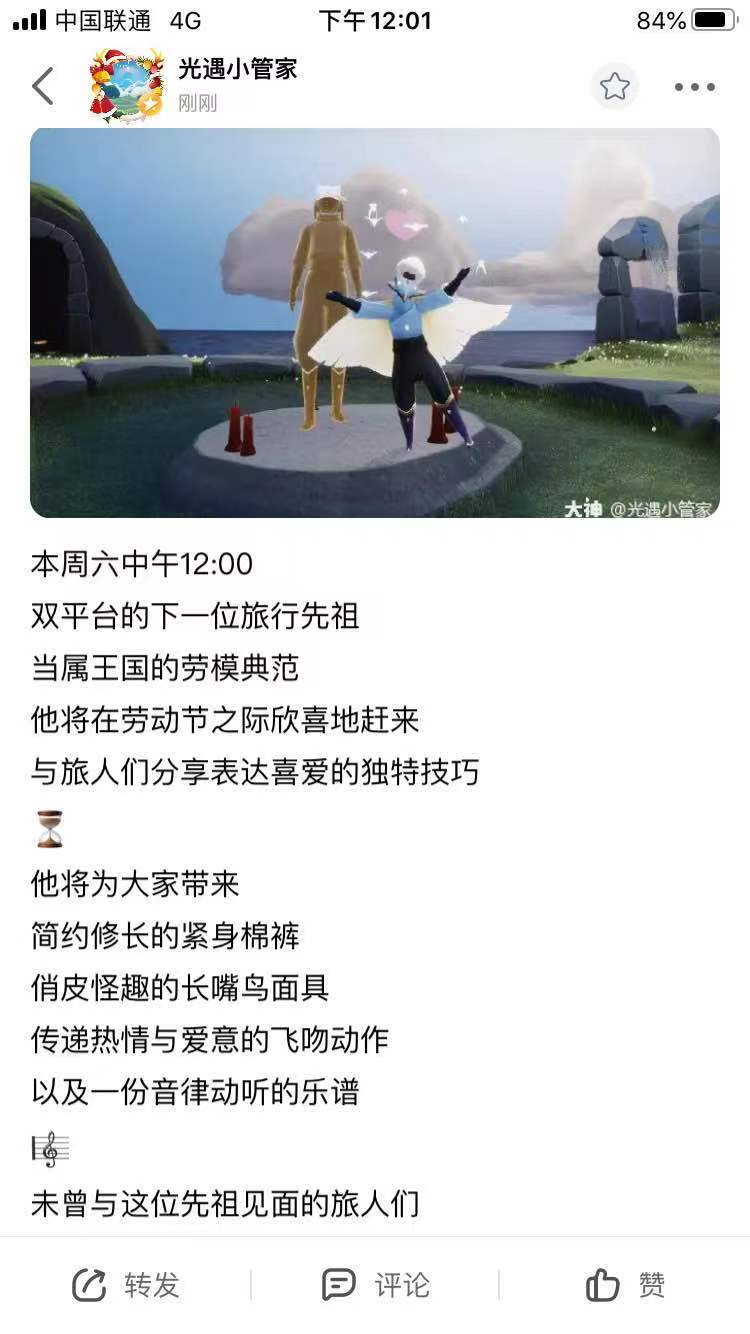 中国联通 4G 下午12:01 84%
光遇小管家
刚刚
大神 @光遇小管家
本周六中午12:00
双平台的下一位旅行先祖
当属王国的劳模典范
他将在劳动节之际欣喜地赶来
与旅人们分享表达喜爱的独特技巧
他将为大家带来
简约修长的紧身棉裤
俏皮怪趣的长嘴鸟面具
传递热情与爱意的飞吻动作
以及一份音律动听的乐谱
未曾与这位先祖见面的旅人们
转发 评论 赞